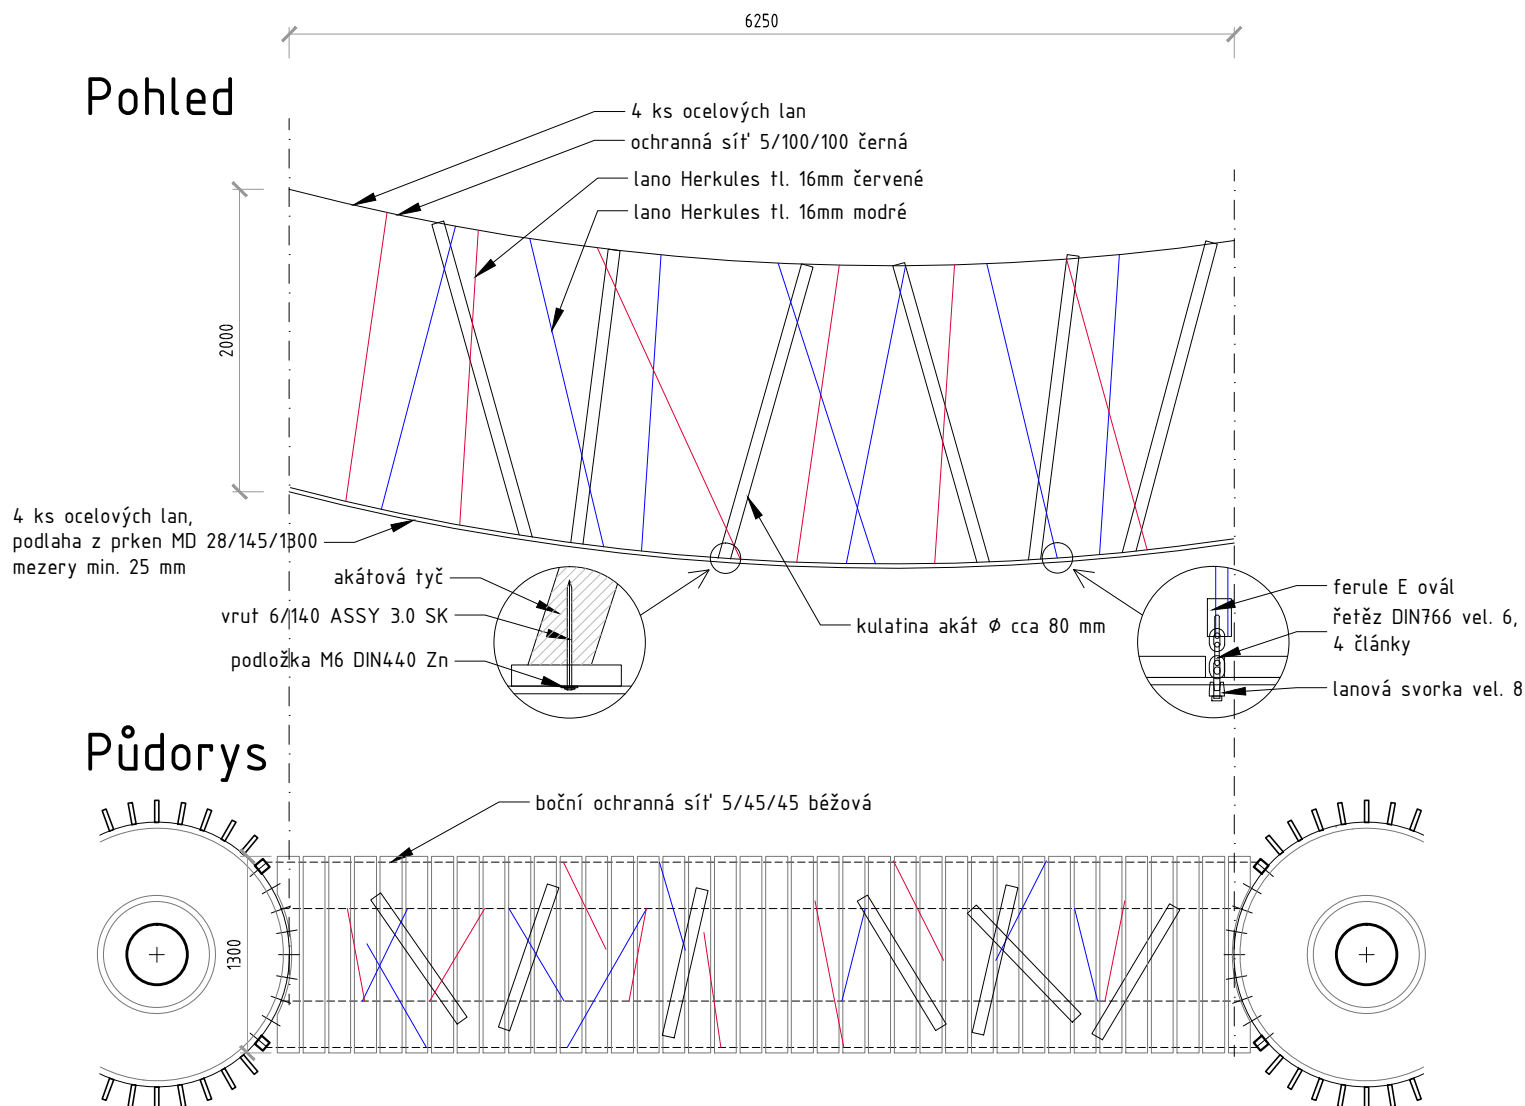 6250
Pohled
4 ks ocelových lan
ochranná síť 5/100/100 černá
lano Herkules tl. 16mm červené
lano Herkules tl. 16mm modré
2000
4 ks ocelových lan,
podlaha z prken MD 28/145/1300
mezery min. 25 mm
akátová tyč
vrut 6/140 ASSY 3.0 SK
podložka M6 DIN440 Zn
kulatina akát Ø cca 80 mm
ferule E ovál
řetěz DIN766 vel. 6,
4 články
lanová svorka vel. 8
Půdorys
boční ochranná síť 5/45/45 béžová
1300